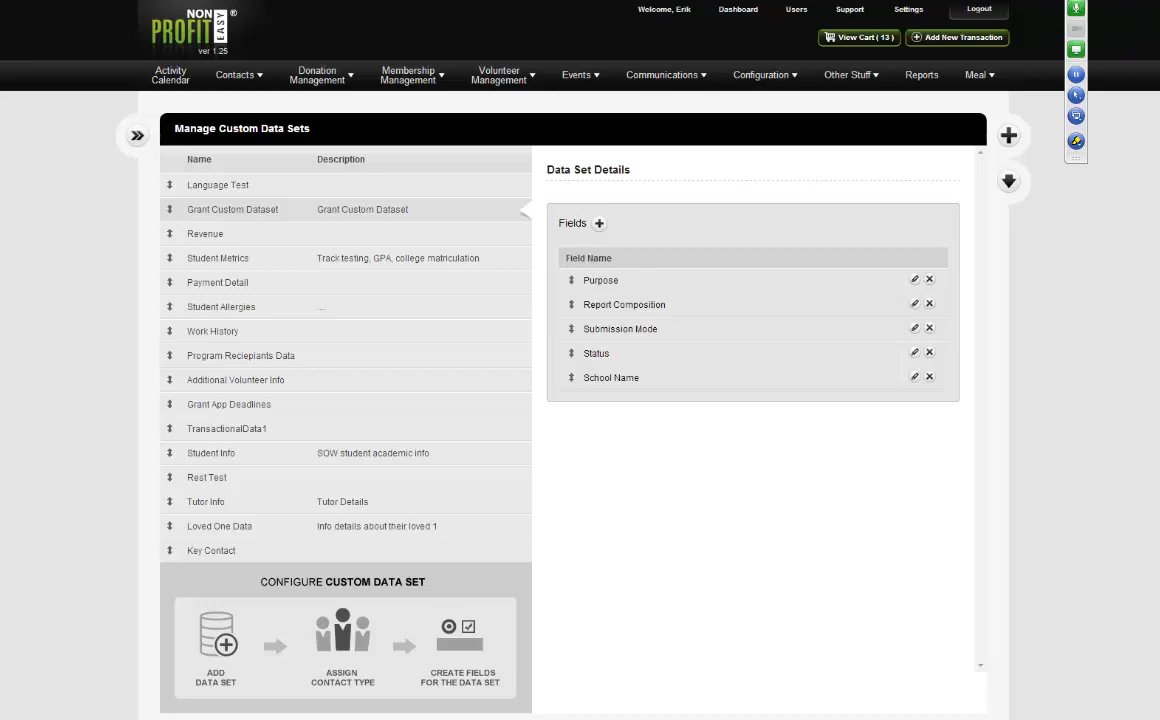 NON
PROFIT EASY ®
ver 1.25
Welcome, Erik Dashboard Users Support Settings Logout
View Cart ( 13 ) Add New Transaction
Activity Calendar
Contacts
Donation Management
Membership Management
Volunteer Management
Events
Communications
Configuration
Other Stuff
Reports
Meal
Manage Custom Data Sets
Name Description
Language Test
Grant Custom Dataset Grant Custom Dataset
Revenue
Student Metrics Track testing, GPA, college matriculation
Payment Detail
Student Allergies ....
Work History
Program Reciepiants Data
Additional Volunteer Info
Grant App Deadlines
TransactionalData1
Student Info SOW student academic info
Rest Test
Tutor Info Tutor Details
Loved One Data Info details about their loved 1
Key Contact
CONFIGURE CUSTOM DATA SET
ADD
DATA SET
ASSIGN
CONTACT TYPE
CREATE FIELDS
FOR THE DATA SET
Data Set Details
Fields
Field Name
Purpose
Report Composition
Submission Mode
Status
School Name